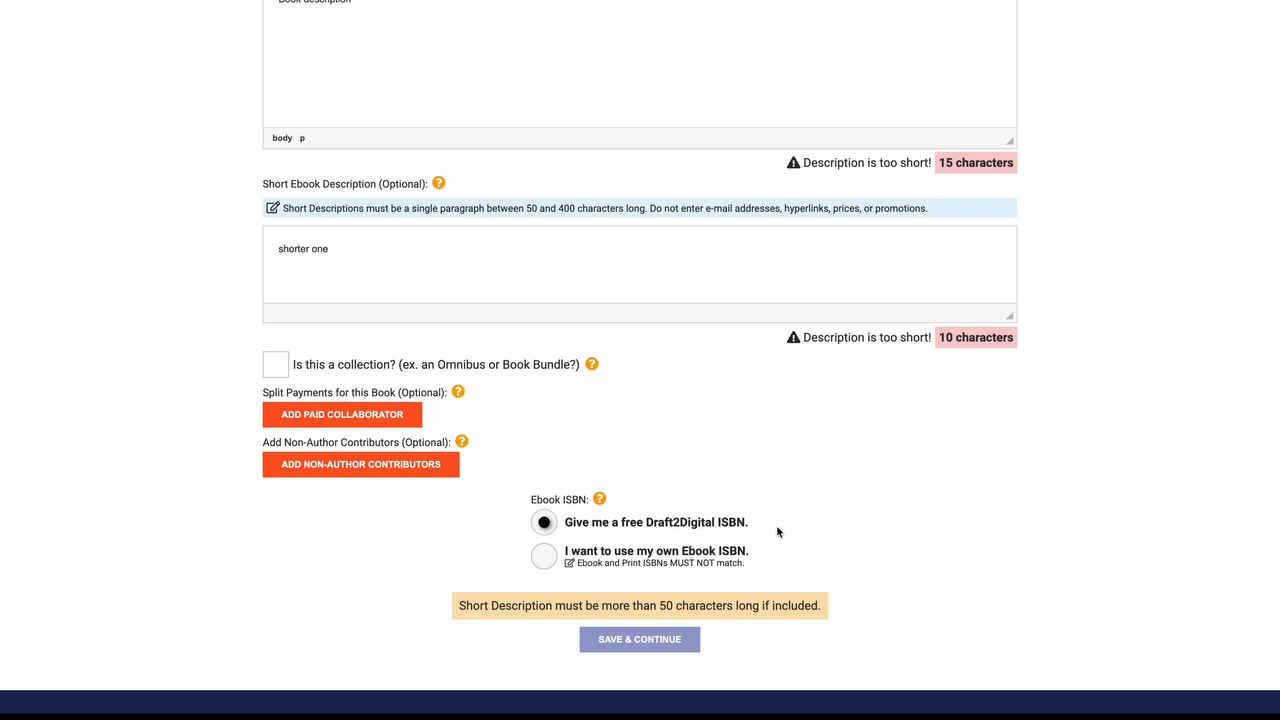 Book description
body p
Description is too short! 15 characters
Short Ebook Description (Optional): ?
Short Descriptions must be a single paragraph between 50 and 400 characters long. Do not enter e-mail addresses, hyperlinks, prices, or promotions.
shorter one
Description is too short! 10 characters
Is this a collection? (ex. an Omnibus or Book Bundle?) ?
Split Payments for this Book (Optional): ?
ADD PAID COLLABORATOR
Add Non-Author Contributors (Optional): ?
ADD NON-AUTHOR CONTRIBUTORS
Ebook ISBN: ?
Give me a free Draft2Digital ISBN.
I want to use my own Ebook ISBN.
Ebook and Print ISBNs MUST NOT match.
Short Description must be more than 50 characters long if included.
SAVE & CONTINUE